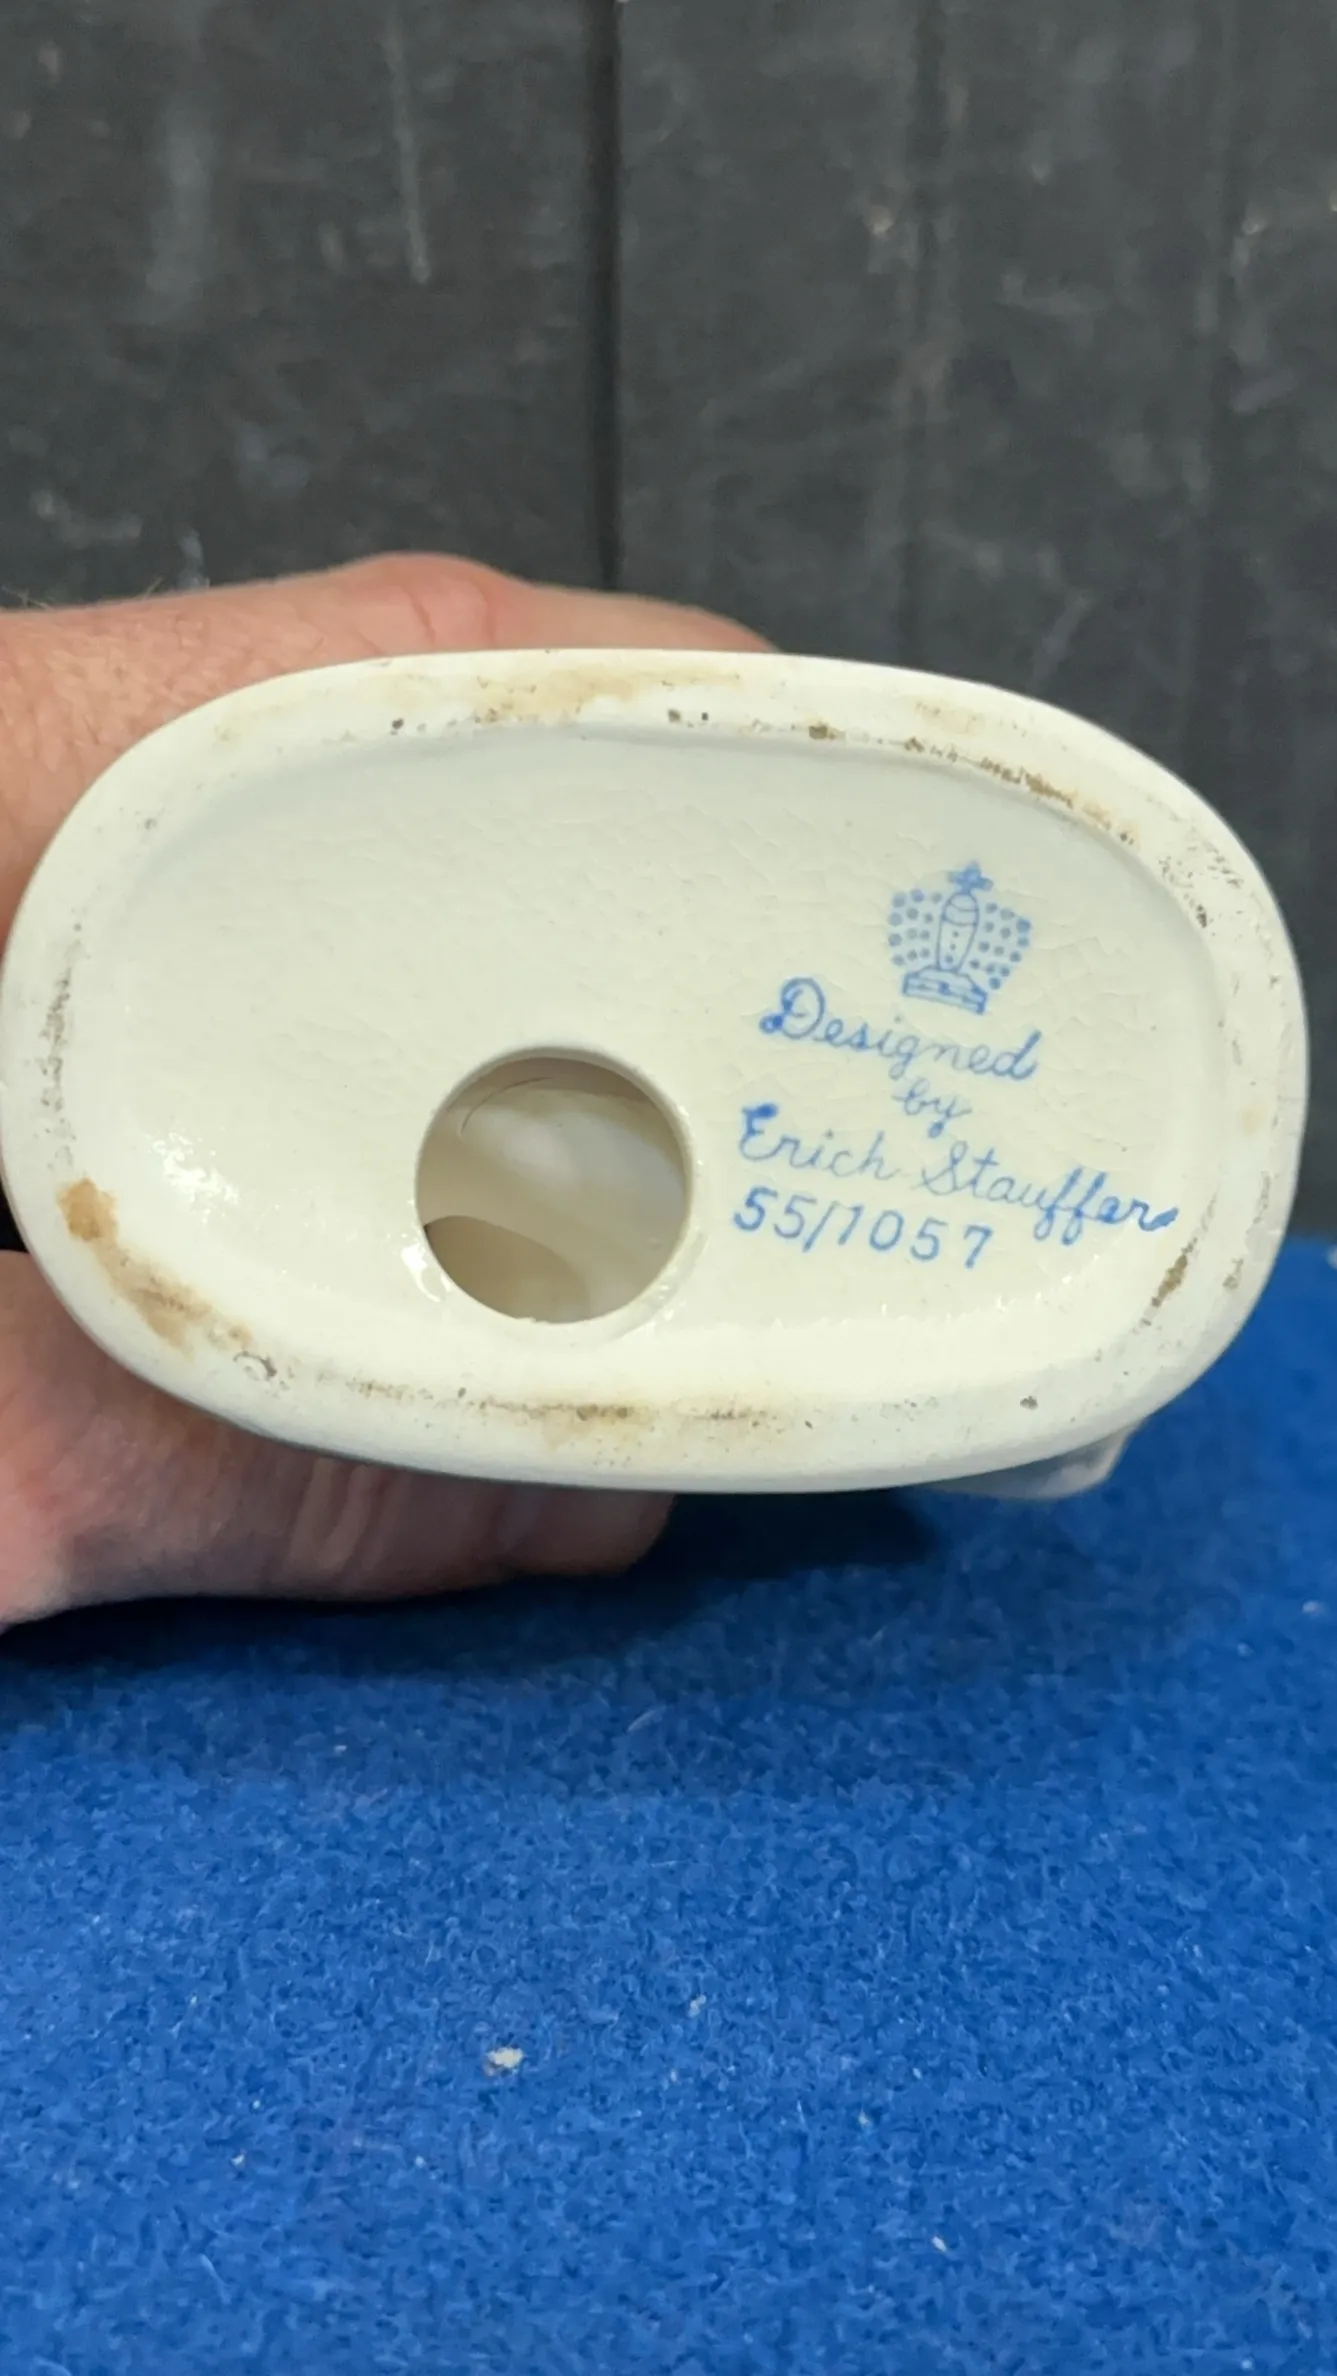 Designed
by
Erich Stauffer
55/1057